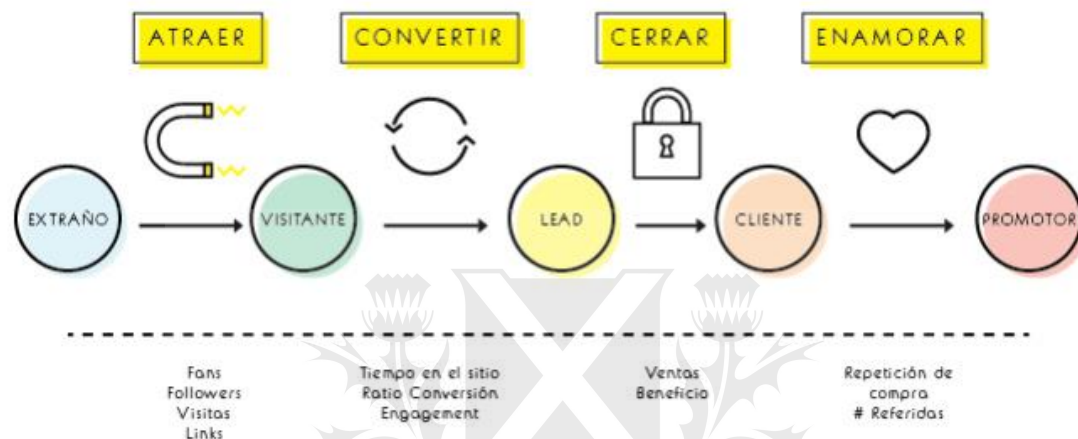 ATRAER
CONVERTIR
CERRAR
ENAMORAR
EXTRAÑO
VISITANTE
LEAD
CLIENTE
PROMOTOR
Fans
Followers
Visitas
Links
Tiempo en el sitio
Ratio Conversión
Engagement
Ventas
Beneficio
Repetición de
compra
# Referidas